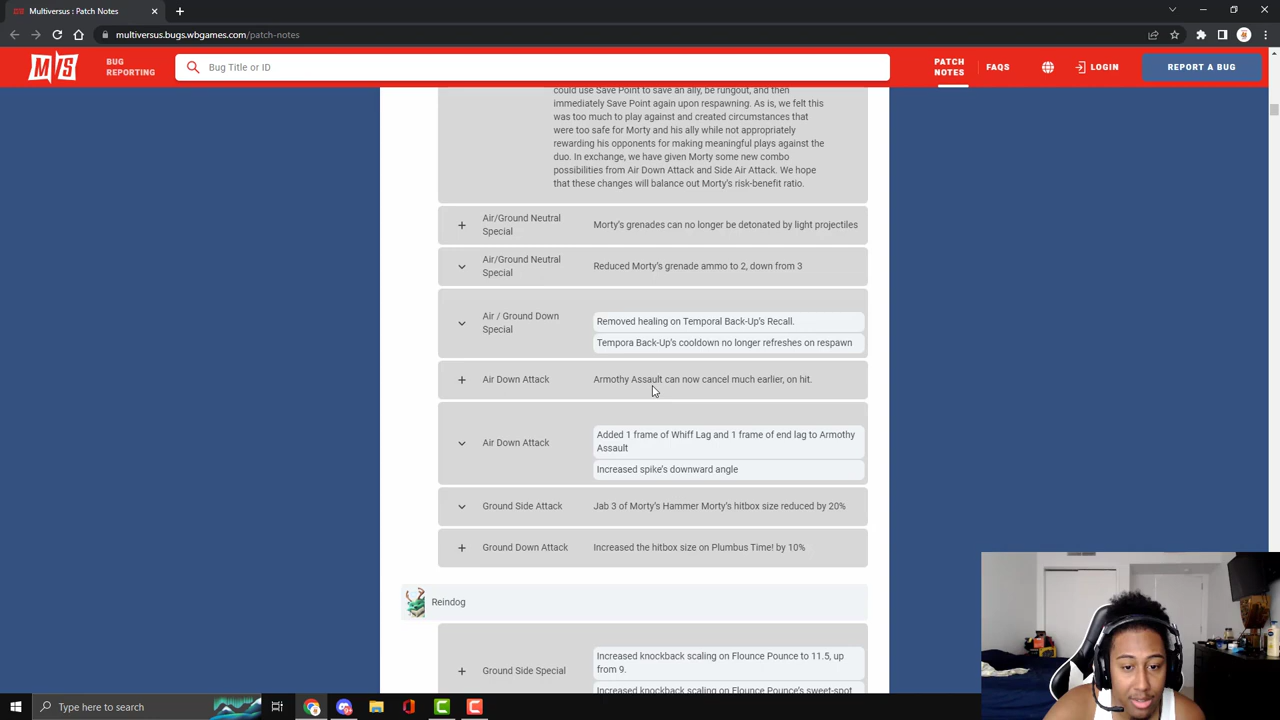 Multiversus : Patch Notes
multiversus.bugs.wbgames.com/patch-notes
M/S
BUG
REPORTING
Bug Title or ID
PATCH
NOTES
FAQS
LOGIN
REPORT A BUG
could use Save Point to save an ally, be rungout, and then
immediately Save Point again upon respawning. As is, we felt this
was too much to play against and created circumstances that
were too safe for Morty and his ally while not appropriately
rewarding his opponents for making meaningful plays against the
duo. In exchange, we have given Morty some new combo
possibilities from Air Down Attack and Side Air Attack. We hope
that these changes will balance out Morty's risk-benefit ratio.
Air/Ground Neutral
Special
Morty's grenades can no longer be detonated by light projectiles
Air/Ground Neutral
Special
Reduced Morty's grenade ammo to 2, down from 3
Air / Ground Down
Special
Removed healing on Temporal Back-Up's Recall.
Tempora Back-Up's cooldown no longer refreshes on respawn
Air Down Attack
Armothy Assault can now cancel much earlier, on hit.
Air Down Attack
Added 1 frame of Whiff Lag and 1 frame of end lag to Armothy
Assault
Increased spike's downward angle
Ground Side Attack
Jab 3 of Morty's Hammer Morty's hitbox size reduced by 20%
Ground Down Attack
Increased the hitbox size on Plumbus Time! by 10%
Reindog
Ground Side Special
Increased knockback scaling on Flounce Pounce to 11.5, up
from 9.
Increased knockback scaling on Flounce Pounce's sweet-spot
Type here to search